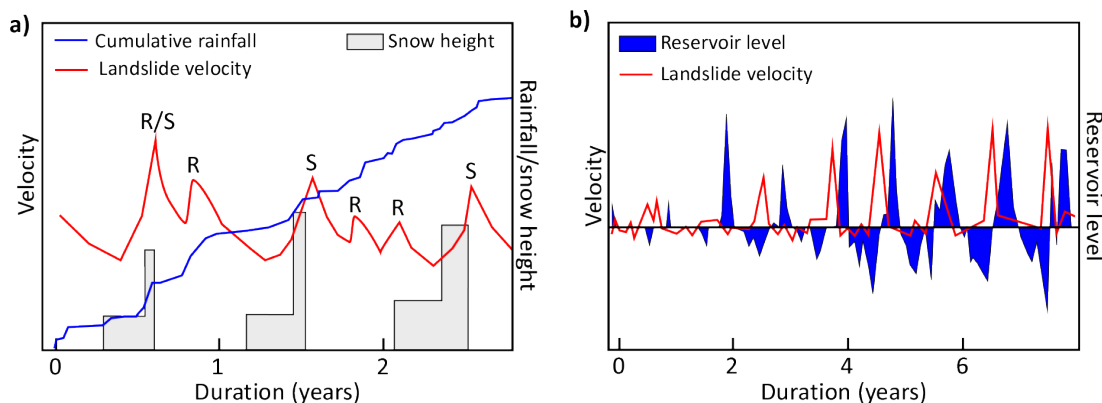 a)
Cumulative rainfall
Snow height
Landslide velocity
R/S
R
S
R
R
S
Velocity
Rainfall/snow height
0
1
2
Duration (years)
b)
Reservoir level
Landslide velocity
Velocity
Reservoir level
0
2
4
6
Duration (years)